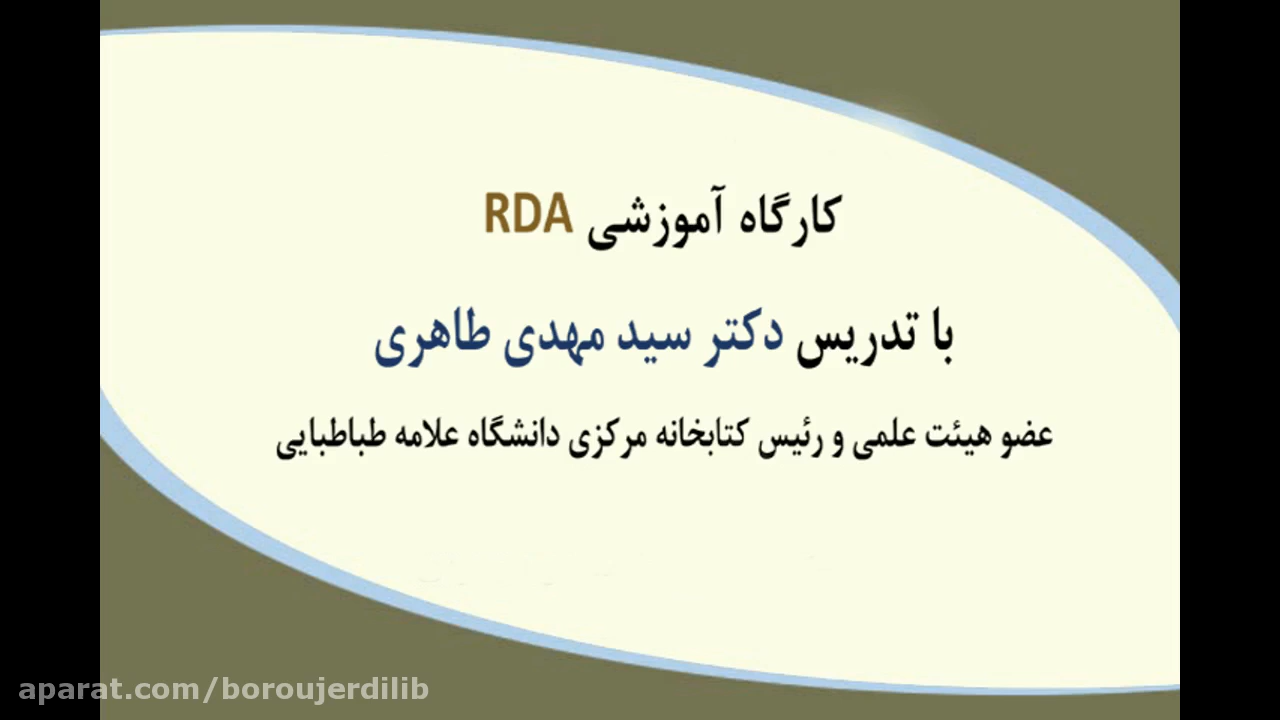 کارگاه آموزشی RDA
با تدریس دکتر سید مهدی طاهری
عضو هیئت علمی و رئیس کتابخانه مرکزی دانشگاه علامه طباطبایی
aparat.com/boroujerdilib